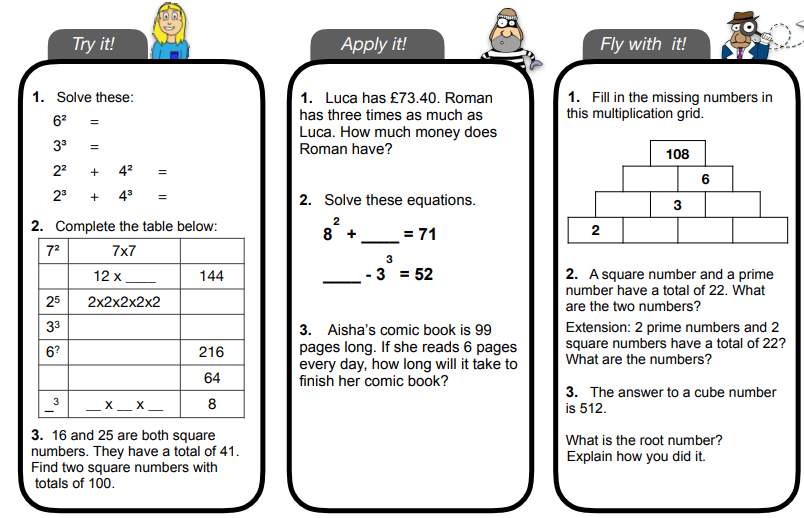 Try it!
1. Solve these:
6² =
3³ =
2² + 4² =
2³ + 4³ =
2. Complete the table below:
7² 7x7
12 x ____ 144
2⁵ 2x2x2x2x2
3³
6? 216
64
_³ __ x __ x __ 8
3. 16 and 25 are both square
numbers. They have a total of 41.
Find two square numbers with
totals of 100.
Apply it!
1. Luca has £73.40. Roman
has three times as much as
Luca. How much money does
Roman have?
2. Solve these equations.
8² + ____ = 71
____ - 3³ = 52
3. Aisha's comic book is 99
pages long. If she reads 6 pages
every day, how long will it take to
finish her comic book?
Fly with it!
1. Fill in the missing numbers in
this multiplication grid.
108
6
3
2
2. A square number and a prime
number have a total of 22. What
are the two numbers?
Extension: 2 prime numbers and 2
square numbers have a total of 22?
What are the numbers?
3. The answer to a cube number
is 512.
What is the root number?
Explain how you did it.